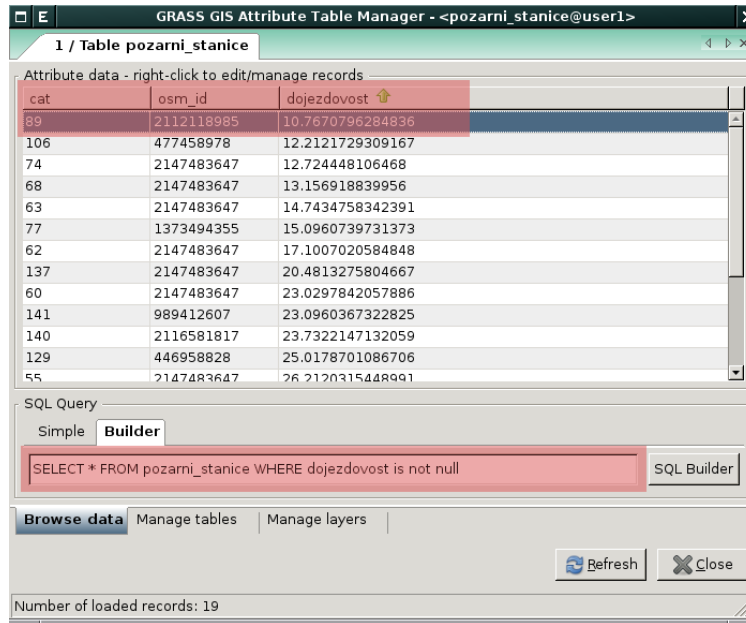 GRASS GIS Attribute Table Manager - <pozarni_stanice@user1>
1 / Table pozarni_stanice
Attribute data - right-click to edit/manage records
cat osm_id dojezdovost
89 2112118985 10.7670796284836
106 477458978 12.2121729309167
74 2147483647 12.724448106468
68 2147483647 13.156918839956
63 2147483647 14.7434758342391
77 1373494355 15.0960739731373
62 2147483647 17.1007020584848
137 2147483647 20.4813275804667
60 2147483647 23.0297842057886
141 989412607 23.0960367322825
140 2116581817 23.7322147132059
129 446958828 25.0178701086706
55 2147483647 26.2120315448991
SQL Query
Simple Builder
SELECT * FROM pozarni_stanice WHERE dojezdovost is not null
SQL Builder
Browse data Manage tables Manage layers
Refresh Close
Number of loaded records: 19